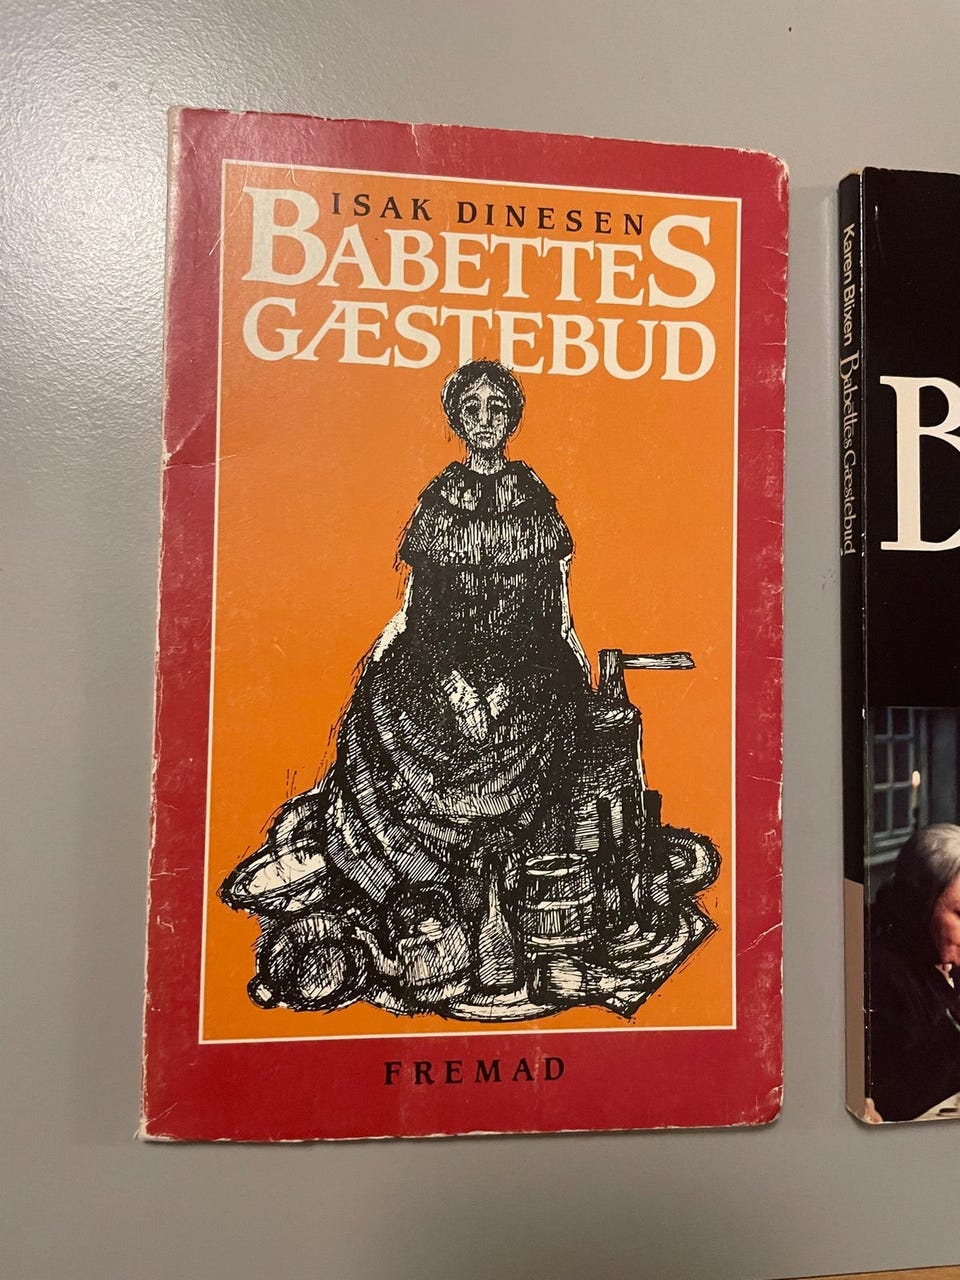 ISAK DINESEN
BABETTES
GÆSTEBUD
FREMAD
Karen Blixen Babettes Gæstebud
B